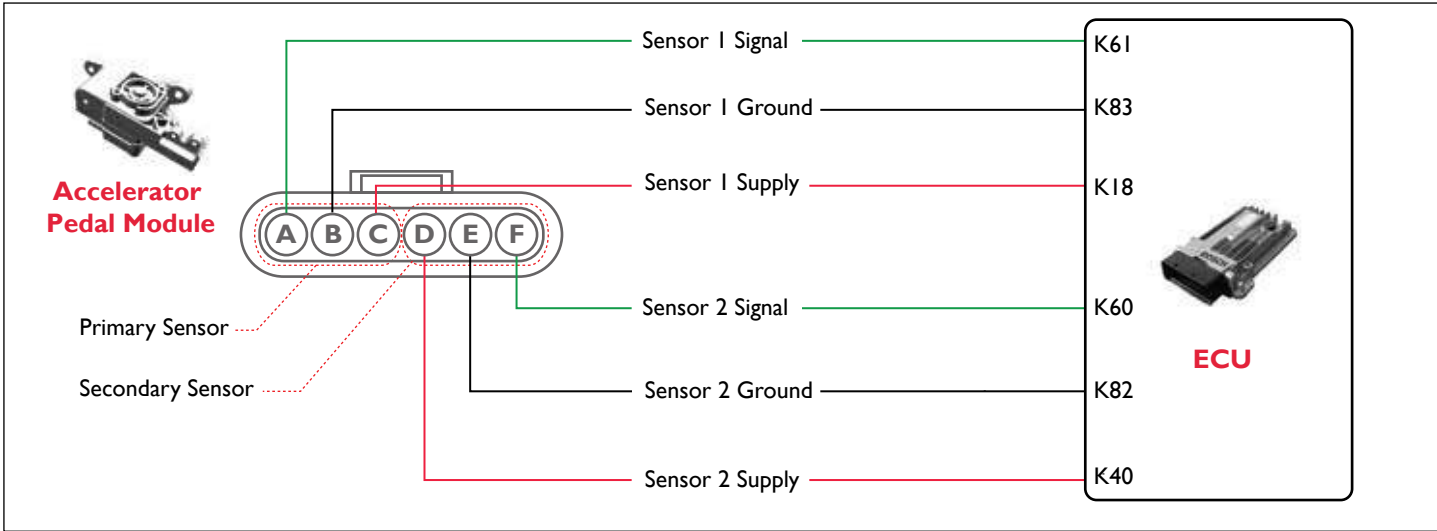 Sensor 1 Signal
K61
Sensor 1 Ground
K83
Accelerator
Pedal Module
Sensor 1 Supply
K18
A B C D E F
BOSCH
Primary Sensor
Sensor 2 Signal
K60
ECU
Secondary Sensor
Sensor 2 Ground
K82
Sensor 2 Supply
K40